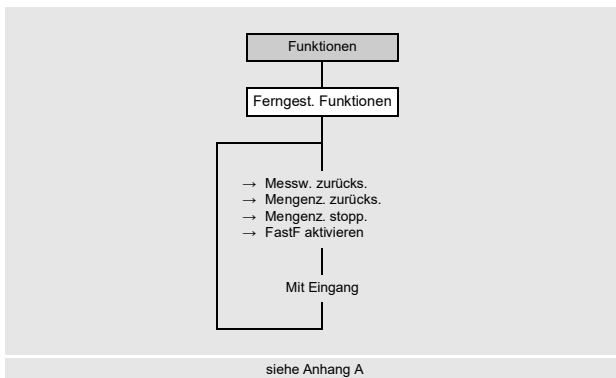 Funktionen
Ferngest. Funktionen
→ Messw. zurücks.
→ Mengenz. zurücks.
→ Mengenz. stopp.
→ FastF aktivieren
Mit Eingang
siehe Anhang A